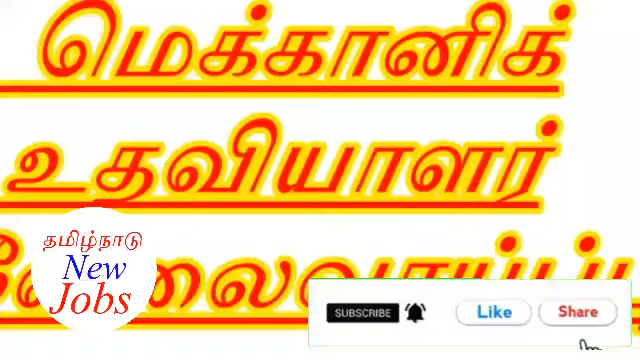 மெக்கானிக்
உதவியாளர்
தமிழ்நாடு
New
Jobs
SUBSCRIBE
Like
Share